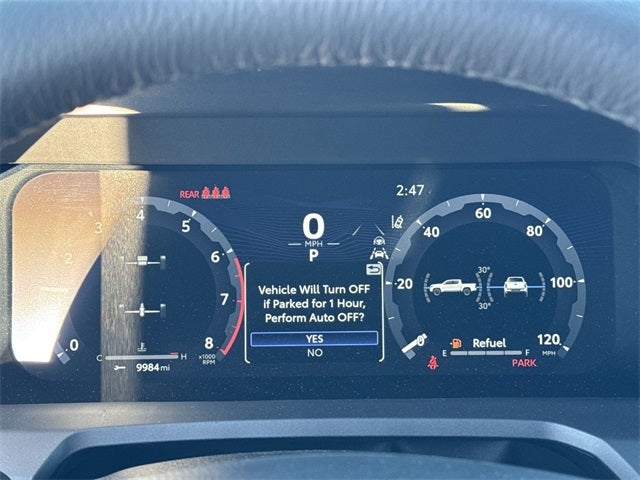 REAR
2:47
4
3
5
2
6
1
7
0
8
x1000
RPM
C
H
9984 mi
0
MPH
P
Vehicle Will Turn OFF
if Parked for 1 Hour,
Perform Auto OFF?
YES
NO
60
40
80
20
100
0
120
MPH
30°
30°
Refuel
E
F
PARK